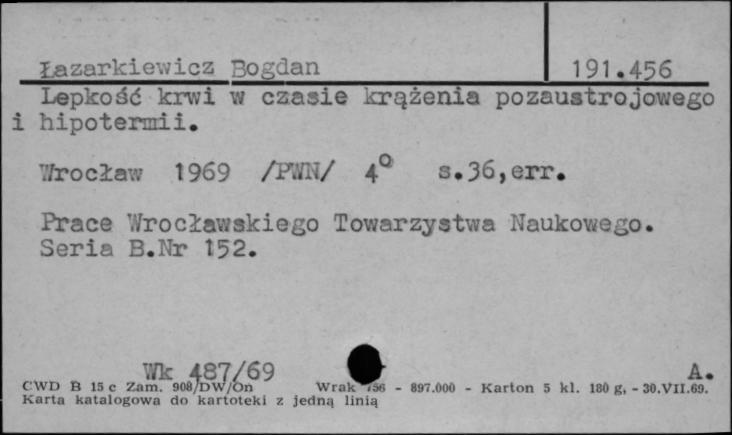 Łazarkiewicz Bogdan 191.456
Lepkość krwi w czasie krążenia pozaustrojowego
i hipotermii.
Wrocław 1969 /PWN/ 4° s.36,err.
Prace Wrocławskiego Towarzystwa Naukowego.
Seria B.Nr 152.
Wk 487/69 A.
CWD B 15 c Zam. 908/DW/On Wrak 756 - 897.000 - Karton 5 kl. 180 g, - 30.VII.69.
Karta katalogowa do kartoteki z jedną linią